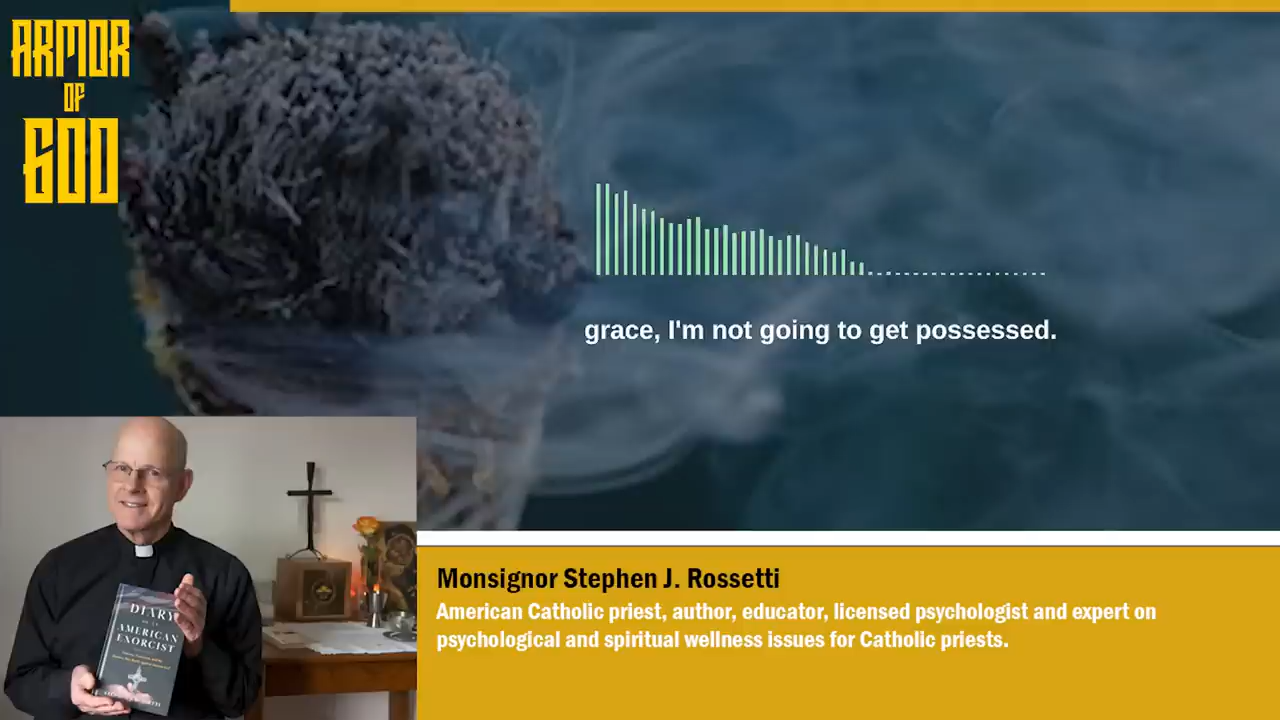 ARMOR
OF
GOD
grace, I'm not going to get possessed.
DIARY
AMERICAN
EXORCIST
Monsignor Stephen J. Rossetti
American Catholic priest, author, educator, licensed psychologist and expert on
psychological and spiritual wellness issues for Catholic priests.